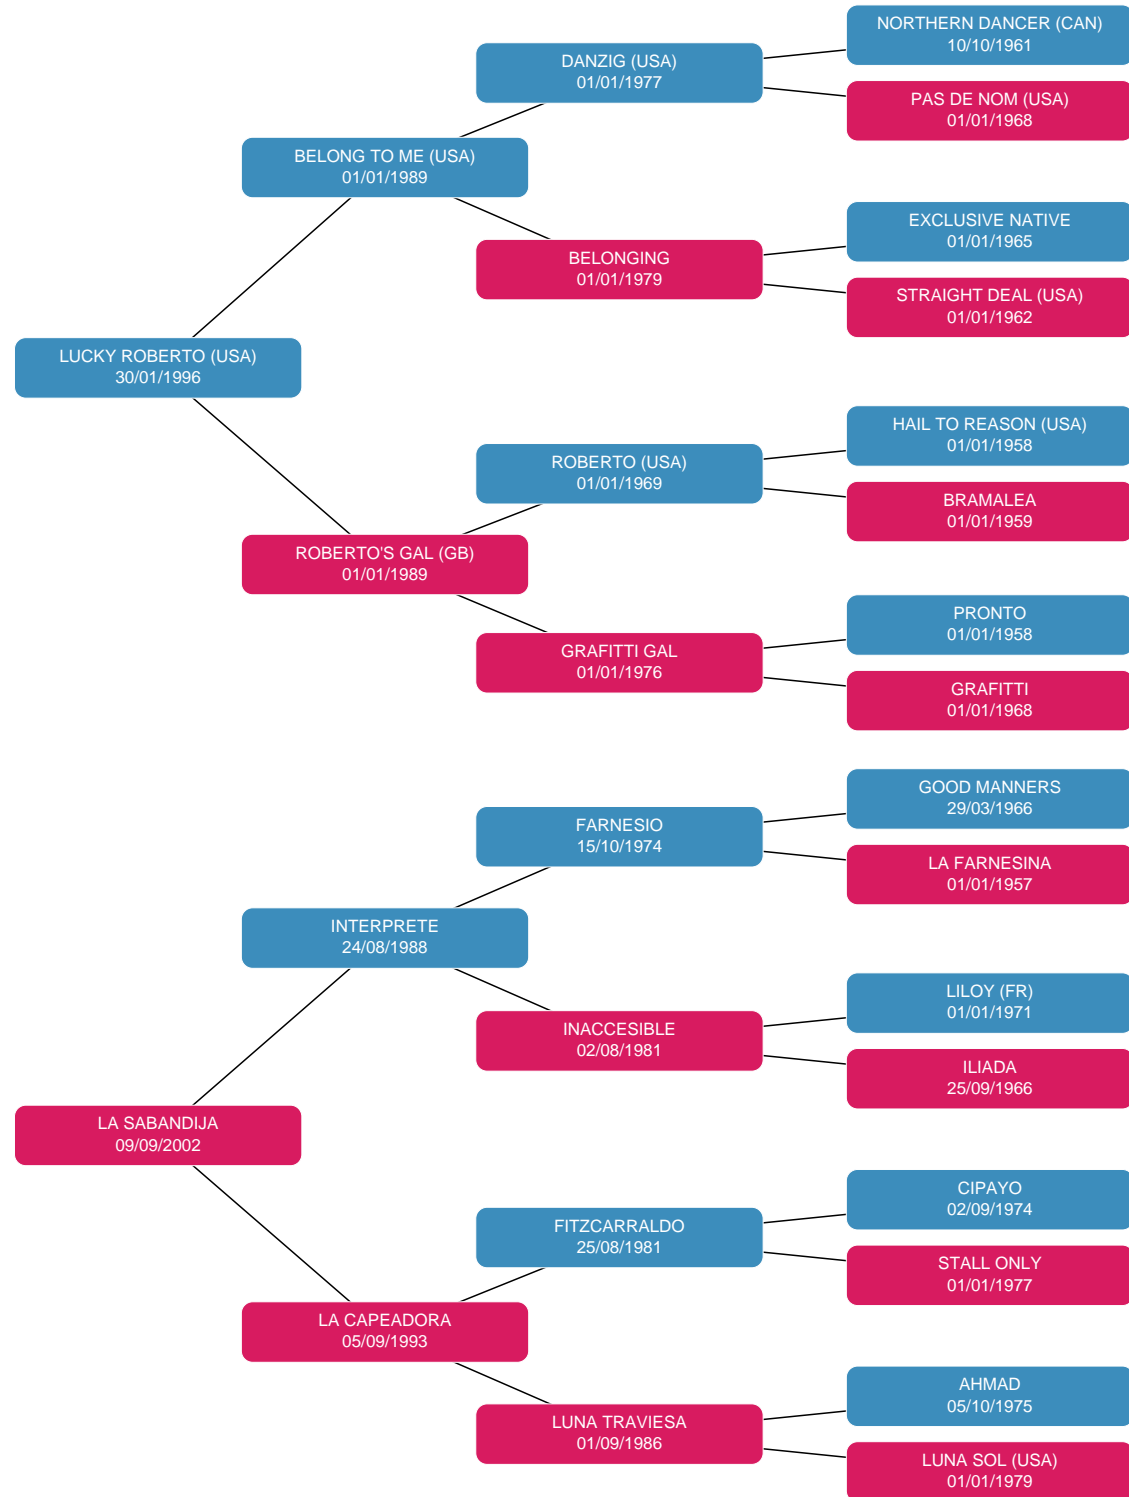 NORTHERN DANCER (CAN)
10/10/1961
DANZIG (USA)
01/01/1977
PAS DE NOM (USA)
01/01/1968
BELONG TO ME (USA)
01/01/1989
EXCLUSIVE NATIVE
01/01/1965
BELONGING
01/01/1979
STRAIGHT DEAL (USA)
01/01/1962
LUCKY ROBERTO (USA)
30/01/1996
HAIL TO REASON (USA)
01/01/1958
ROBERTO (USA)
01/01/1969
BRAMALEA
01/01/1959
ROBERTO'S GAL (GB)
01/01/1989
PRONTO
01/01/1958
GRAFITTI GAL
01/01/1976
GRAFITTI
01/01/1968
GOOD MANNERS
29/03/1966
FARNESIO
15/10/1974
LA FARNESINA
01/01/1957
INTERPRETE
24/08/1988
LILOY (FR)
01/01/1971
INACCESIBLE
02/08/1981
ILIADA
25/09/1966
LA SABANDIJA
09/09/2002
CIPAYO
02/09/1974
FITZCARRALDO
25/08/1981
STALL ONLY
01/01/1977
LA CAPEADORA
05/09/1993
AHMAD
05/10/1975
LUNA TRAVIESA
01/09/1986
LUNA SOL (USA)
01/01/1979